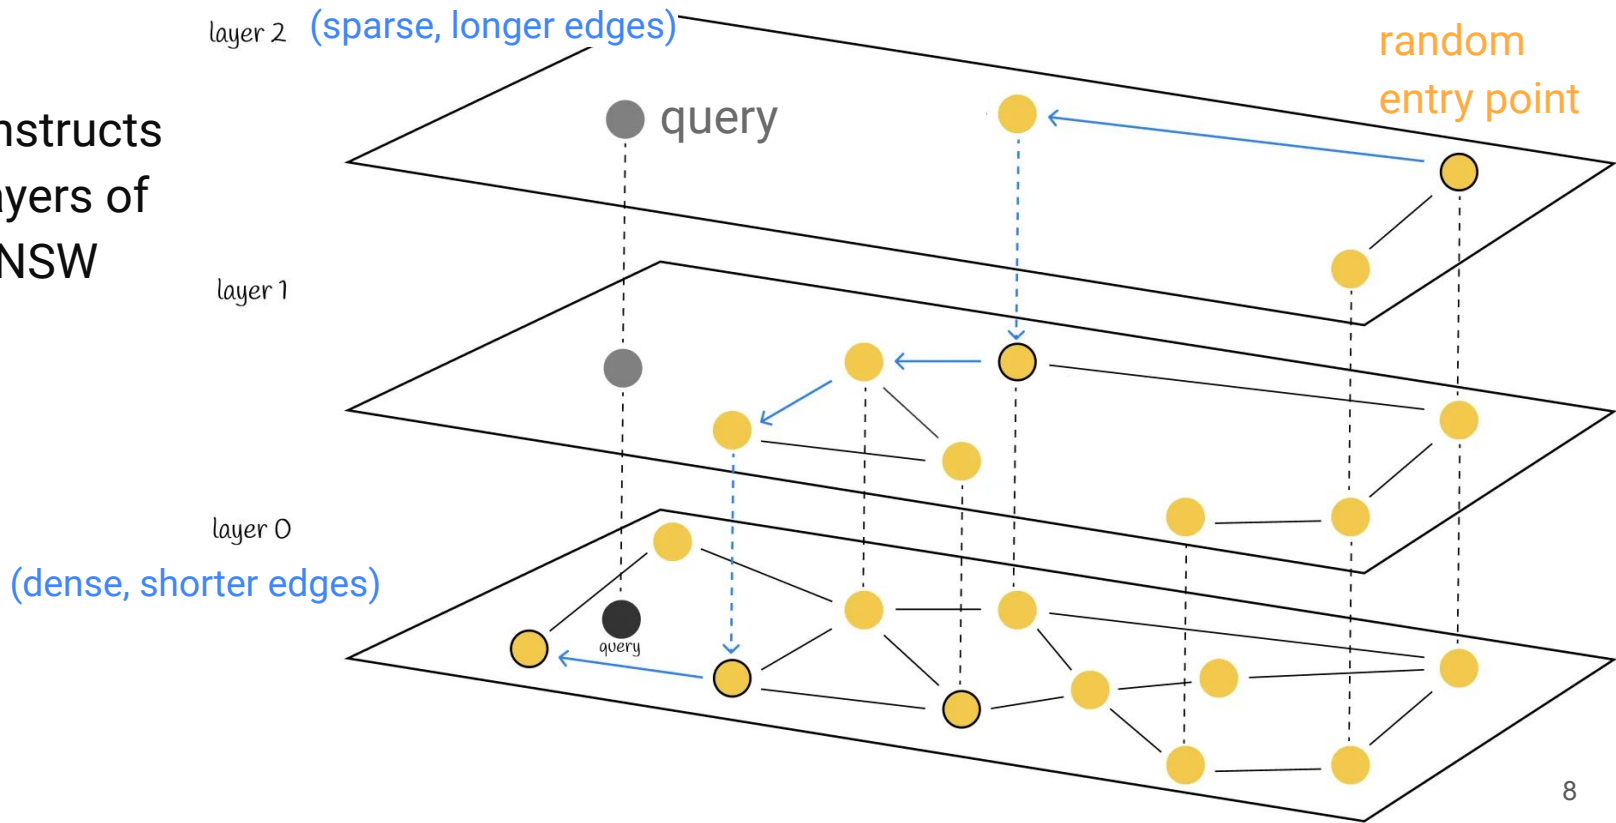 layer 2 (sparse, longer edges)
random
entry point
query
nstructs
ayers of
NSW
layer 1
layer 0
(dense, shorter edges)
query
8